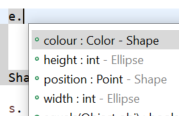 e.
colour : Color - Shape
height : int - Ellipse
position : Point - Shape
width : int - Ellipse
Sha
s.